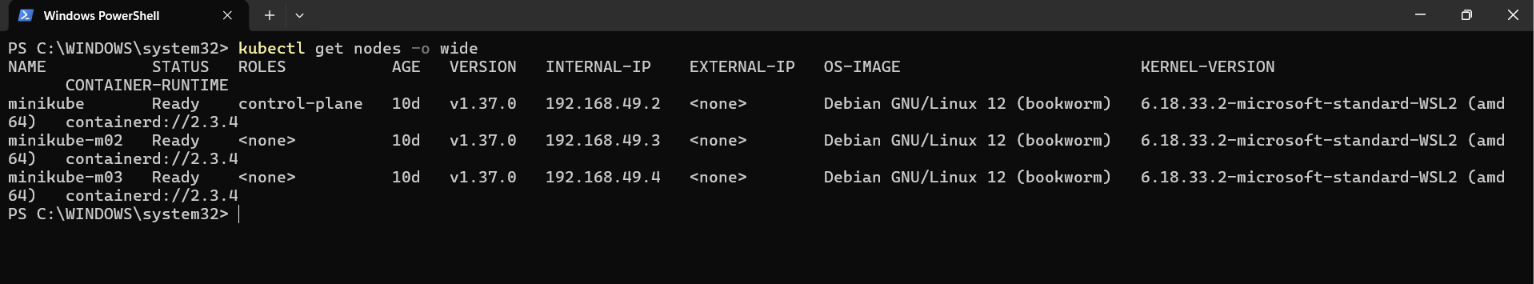 Windows PowerShell
PS C:\WINDOWS\system32> kubectl get nodes -o wide
NAME           STATUS   ROLES           AGE   VERSION   INTERNAL-IP    EXTERNAL-IP   OS-IMAGE                         KERNEL-VERSION
      CONTAINER-RUNTIME
minikube       Ready    control-plane   10d   v1.37.0   192.168.49.2   <none>        Debian GNU/Linux 12 (bookworm)   6.18.33.2-microsoft-standard-WSL2 (amd
64)   containerd://2.3.4
minikube-m02   Ready    <none>          10d   v1.37.0   192.168.49.3   <none>        Debian GNU/Linux 12 (bookworm)   6.18.33.2-microsoft-standard-WSL2 (amd
64)   containerd://2.3.4
minikube-m03   Ready    <none>          10d   v1.37.0   192.168.49.4   <none>        Debian GNU/Linux 12 (bookworm)   6.18.33.2-microsoft-standard-WSL2 (amd
64)   containerd://2.3.4
PS C:\WINDOWS\system32>